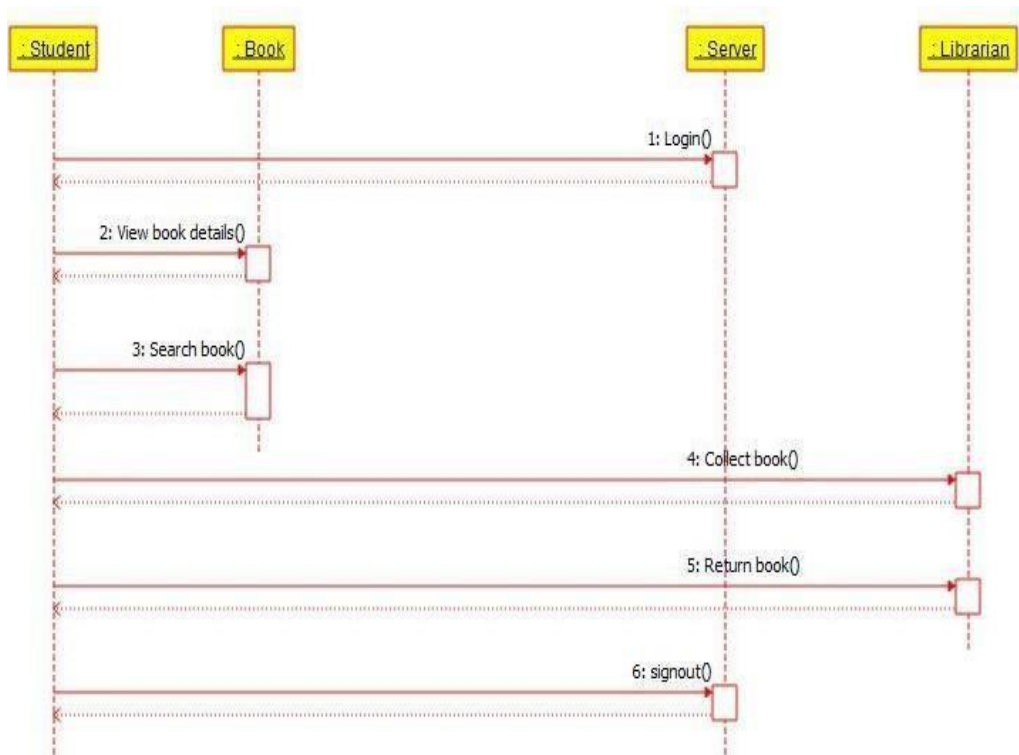 : Student
: Book
: Server
: Librarian
1: Login()
2: View book details()
3: Search book()
4: Collect book()
5: Return book()
6: signout()